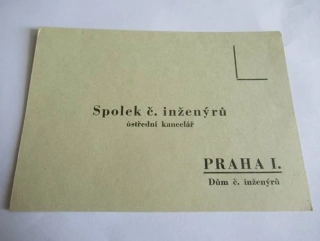 Spolek č. inženýrů
ústřední kancelář
PRAHA I.
Dům č. inženýrů